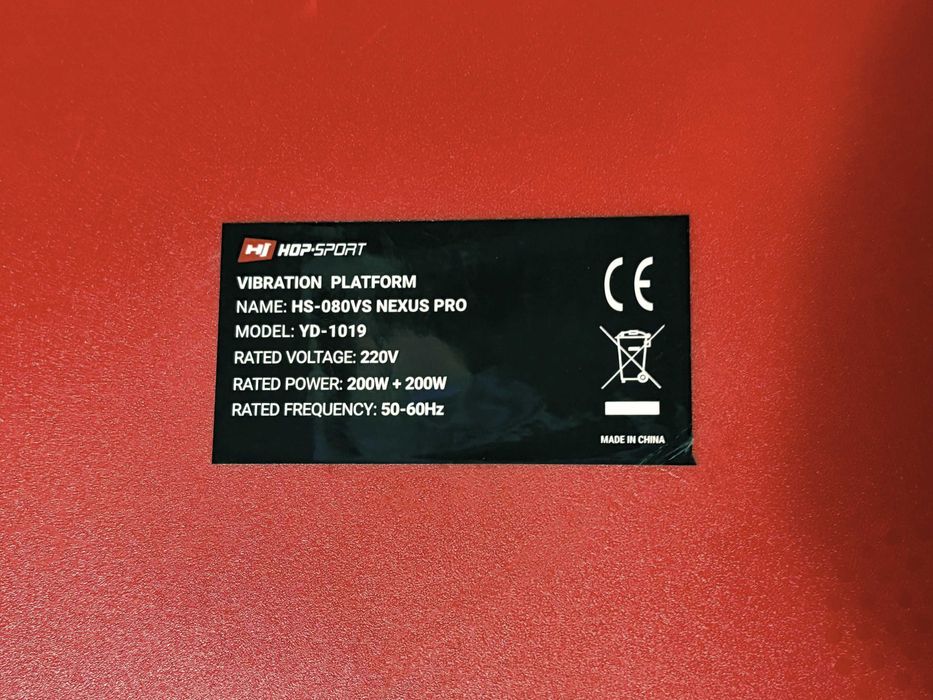 HOP·SPORT
VIBRATION PLATFORM
NAME: HS-080VS NEXUS PRO
MODEL: YD-1019
RATED VOLTAGE: 220V
RATED POWER: 200W + 200W
RATED FREQUENCY: 50-60Hz
CE
MADE IN CHINA